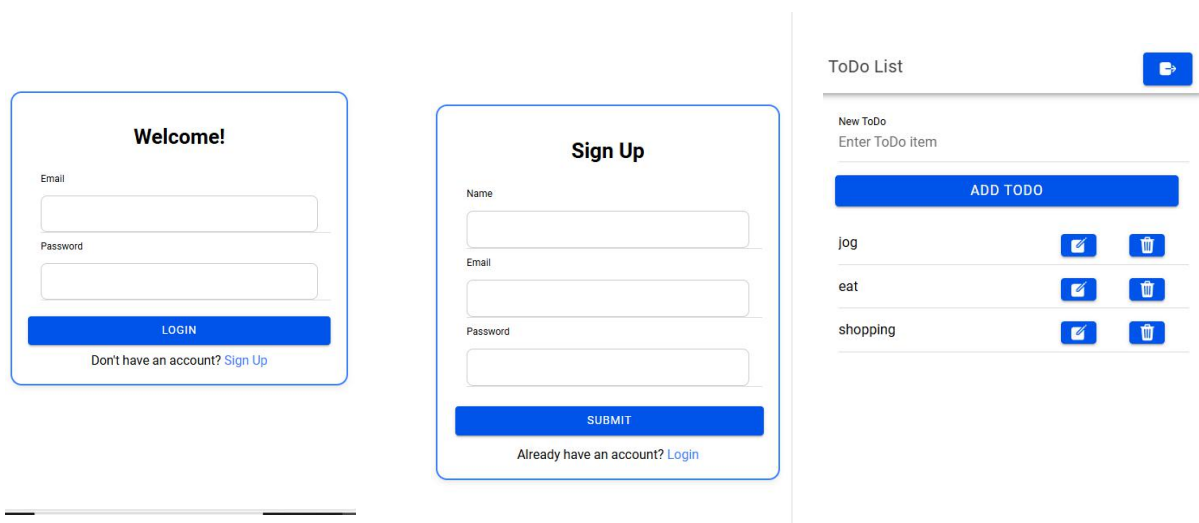 Welcome!
Email
Password
LOGIN
Don't have an account? Sign Up
Sign Up
Name
Email
Password
SUBMIT
Already have an account? Login
ToDo List
New ToDo
Enter ToDo item
ADD TODO
jog
eat
shopping